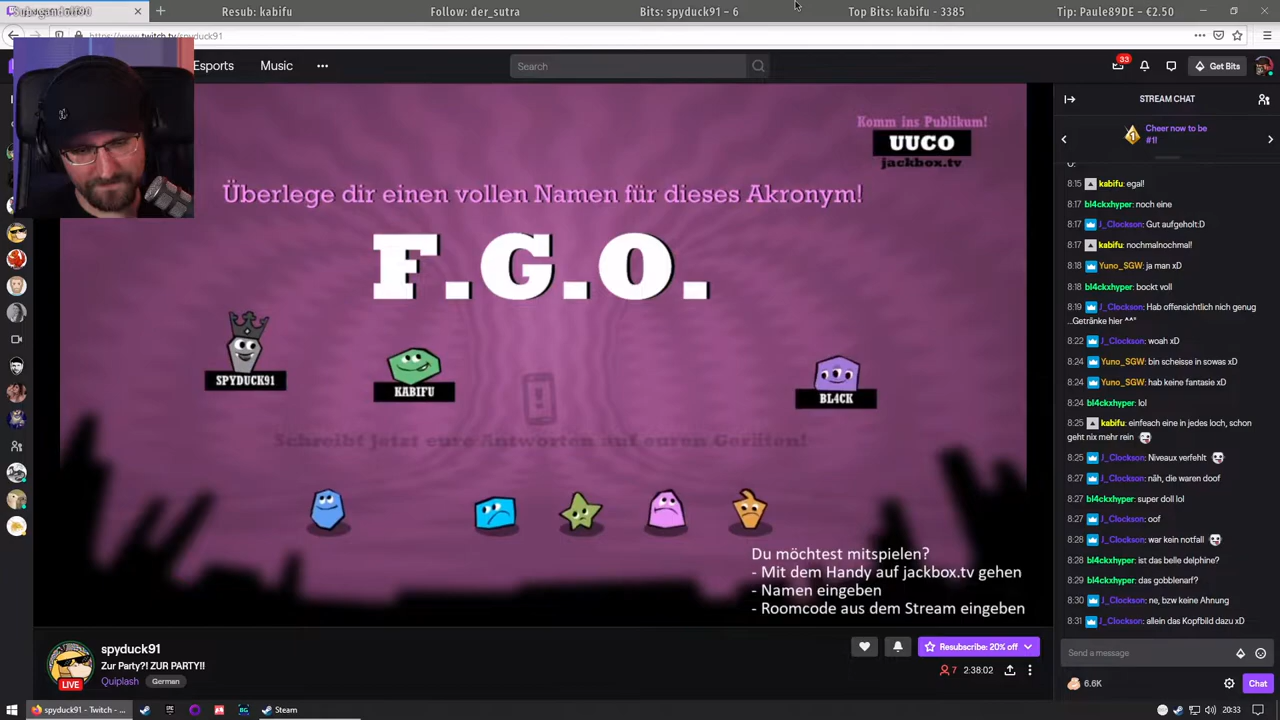 Resub: kabifu
Follow: der_sutra
Bits: spyduck91 - 6
Top Bits: kabifu - 3385
Tip: Paule89DE – €2.50
https://www.twitch.tv/spyduck91
Esports
Music
Search
33
Get Bits
STREAM CHAT
Cheer now to be
#1!
Komm ins Publikum!
UUCO
jackbox.tv
Überlege dir einen vollen Namen für dieses Akronym!
F.G.O.
SPYDUCK91
KABIFU
BL4CK
Schreibt jetzt eure Antworten auf euren Geräten!
Du möchtest mitspielen?
- Mit dem Handy auf jackbox.tv gehen
- Namen eingeben
- Roomcode aus dem Stream eingeben
8:15 kabifu: egal!
8:17 bl4ckxhyper: noch eine
8:17 J_Clockson: Gut aufgeholt:D
8:17 kabifu: nochmalnochmal!
8:18 Yuno_SGW: ja man xD
8:18 bl4ckxhyper: bockt voll
8:19 J_Clockson: Hab offensichtlich nich genug
..Getränke hier ^^"
8:22 J_Clockson: woah xD
8:24 Yuno_SGW: bin scheisse in sowas xD
8:24 Yuno_SGW: hab keine fantasie xD
8:24 bl4ckxhyper: lol
8:25 kabifu: einfeach eine in jedes loch, schon
geht nix mehr rein
8:25 J_Clockson: Niveaux verfehlt
8:27 J_Clockson: näh, die waren doof
8:27 bl4ckxhyper: super doll lol
8:27 J_Clockson: oof
8:28 J_Clockson: war kein notfall
8:28 bl4ckxhyper: ist das belle delphine?
8:29 bl4ckxhyper: das gobblenarf?
8:30 J_Clockson: ne, bzw keine Ahnung
8:31 J_Clockson: allein das Kopfbild dazu xD
Send a message
6.6K
Chat
spyduck91
Zur Party?! ZUR PARTY!!
Quiplash
German
LIVE
Resubscribe: 20% off
7
2:38:02
spyduck91 - Twitch - ...
Steam
20:33